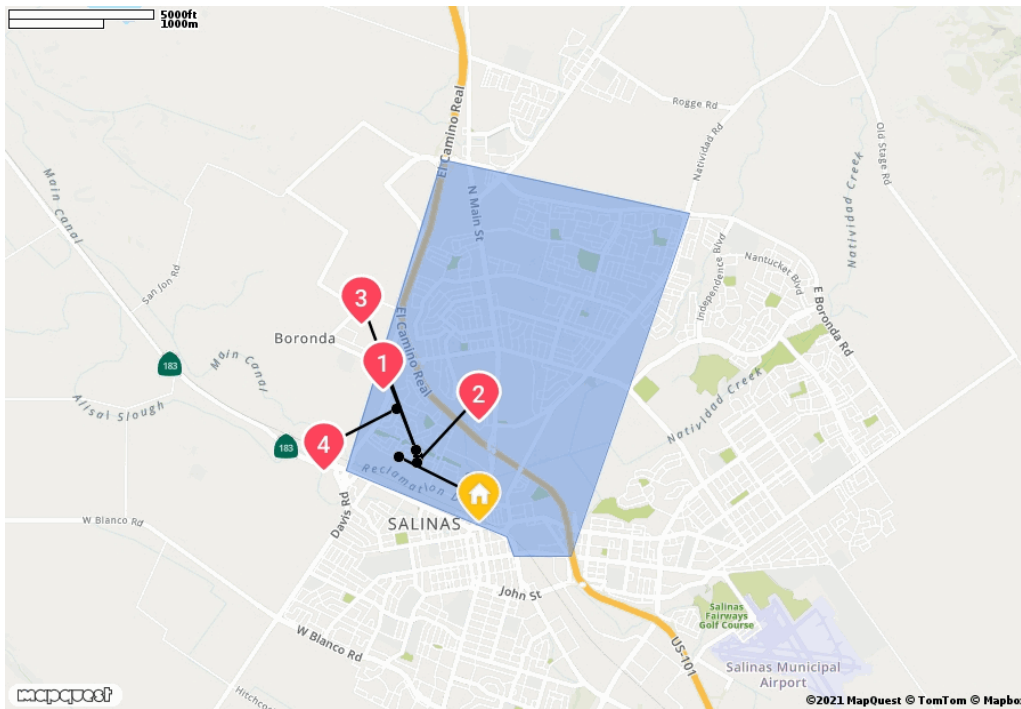 5000ft
1000m
Rogge Rd
El Camino Real
Natividad Rd
Old Stage Rd
Main Canal
N Main St
Natividad Creek
Independence Blvd
Nantucket Blvd
San Jon Rd
3
E Boronda Rd
Boronda
El Camino Real
183
Main Canal
1
2
Alisal Slough
Natividad Creek
4
183
Reclamation D
W Blanco Rd
Davis Rd
SALINAS
John St
Salinas
Fairways
Golf Course
W Blanco Rd
US-101
Salinas Municipal
Airport
Hitchcoc
mapquest
©2021 MapQuest © TomTom © Mapbo